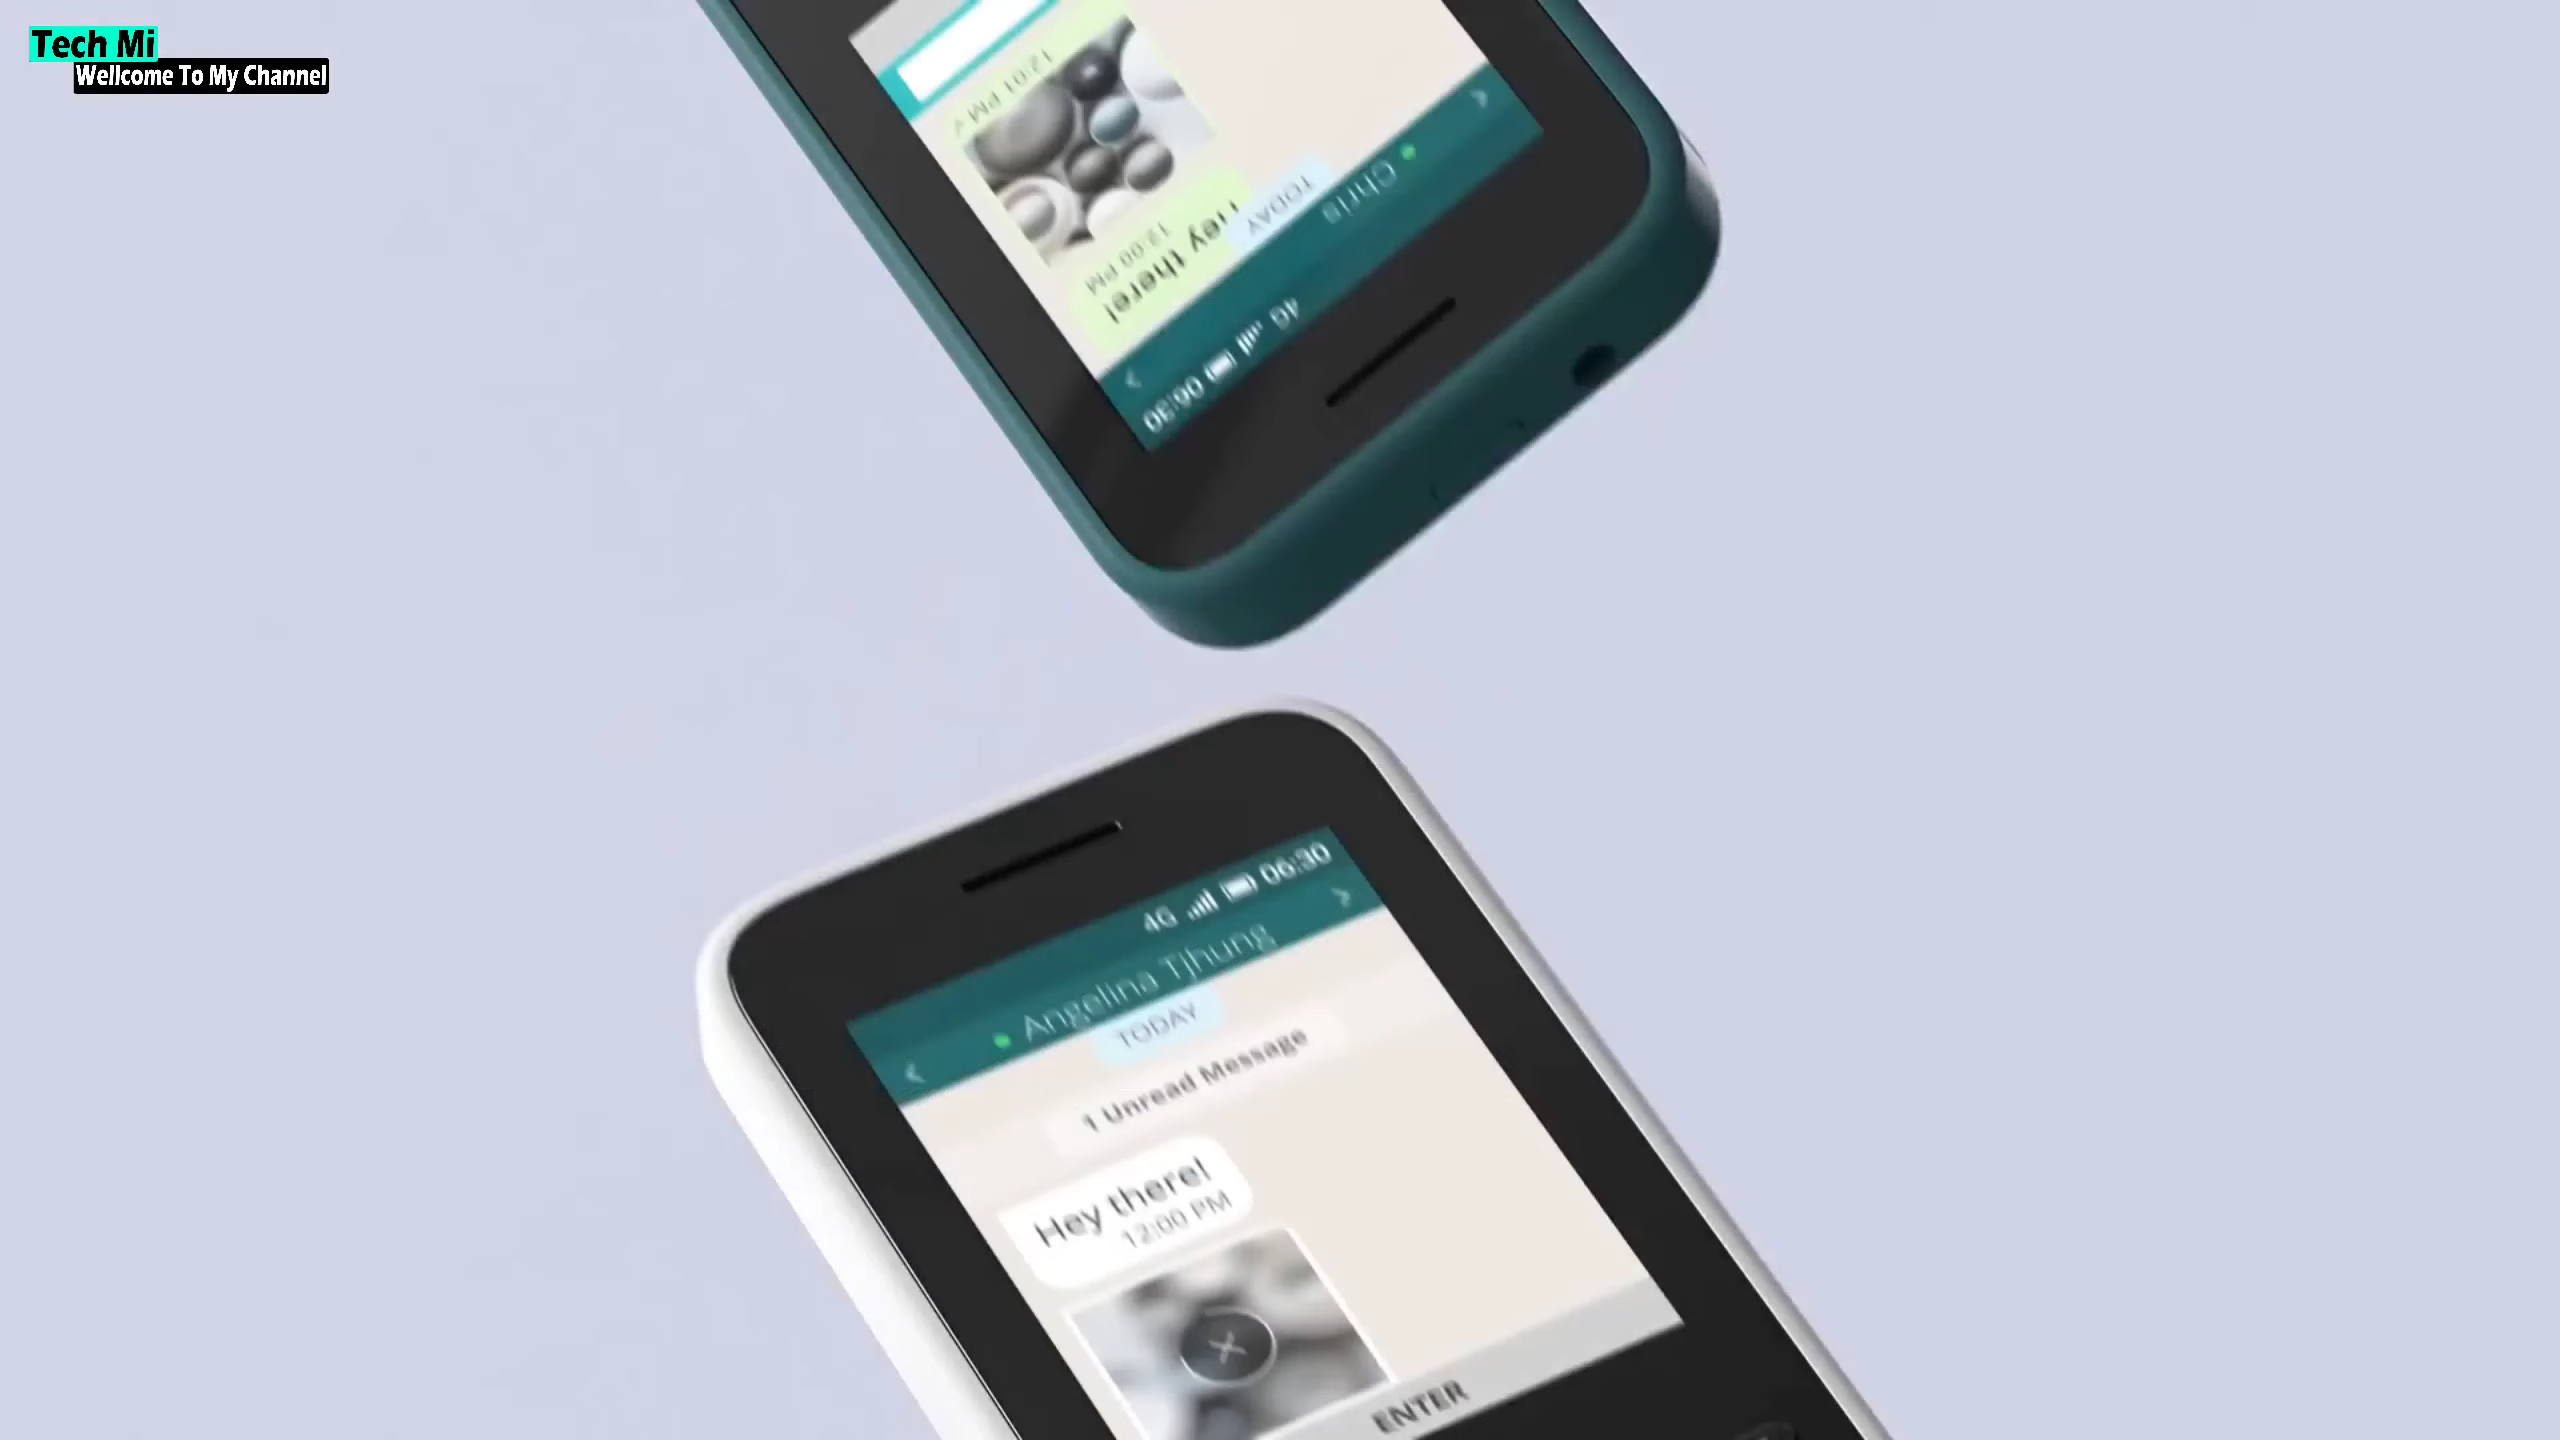 Tech Mi
Wellcome To My Channel
12:01 PM
Hey there!
12:00 PM
TODAY
Chris
4G 06:30
4G 06:30
Angelina Tjhung
TODAY
1 Unread Message
Hey there!
12:00 PM
ENTER